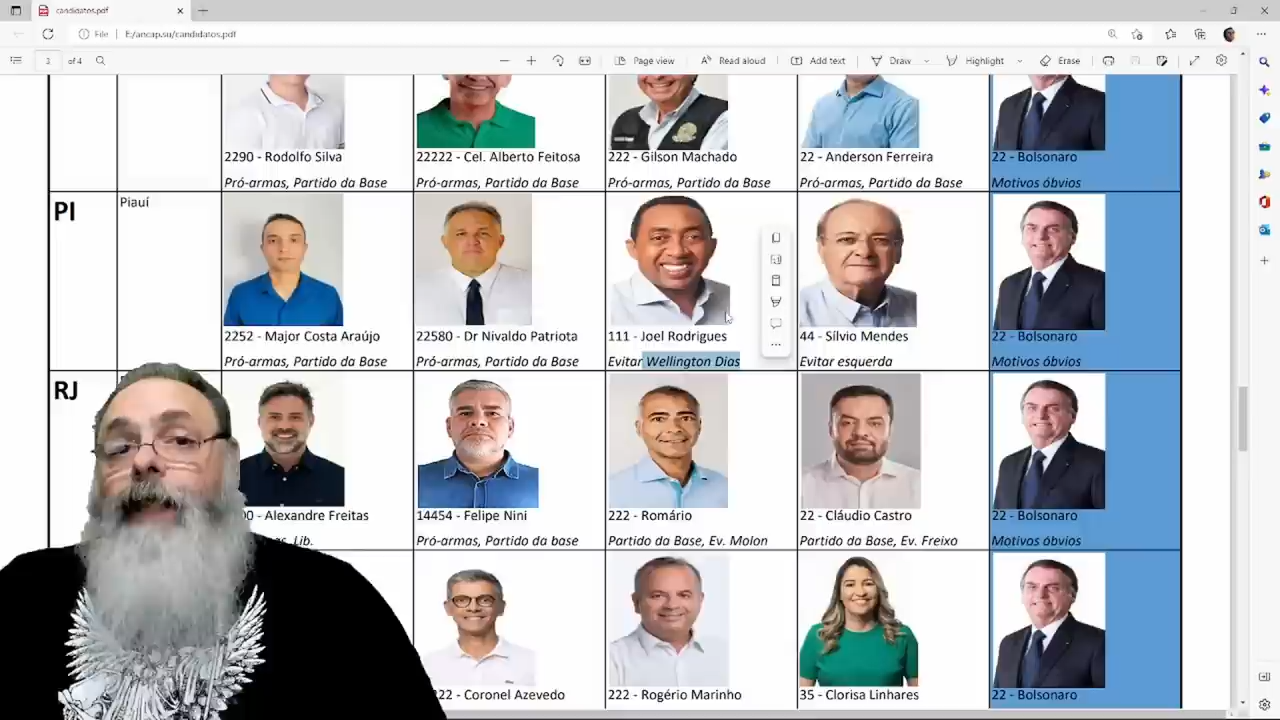 candidatos.pdf
File
E:/ancap.su/candidatos.pdf
of 4
Page view
Read aloud
Add text
Draw
Highlight
Erase
2290 - Rodolfo Silva
22222 - Cel. Alberto Feitosa
222 - Gilson Machado
22 - Anderson Ferreira
22 - Bolsonaro
Pró-armas, Partido da Base
Pró-armas, Partido da Base
Pró-armas, Partido da Base
Pró-armas, Partido da Base
Motivos óbvios
PI
Piauí
2252 - Major Costa Araújo
22580 - Dr Nivaldo Patriota
111 - Joel Rodrigues
44 - Sílvio Mendes
22 - Bolsonaro
Pró-armas, Partido da Base
Pró-armas, Partido da Base
Evitar Wellington Dias
Evitar esquerda
Motivos óbvios
RJ
- Alexandre Freitas
14454 - Felipe Nini
222 - Romário
22 - Cláudio Castro
22 - Bolsonaro
Lib.
Pró-armas, Partido da base
Partido da Base, Ev. Molon
Partido da Base, Ev. Freixo
Motivos óbvios
- Coronel Azevedo
222 - Rogério Marinho
35 - Clorisa Linhares
22 - Bolsonaro